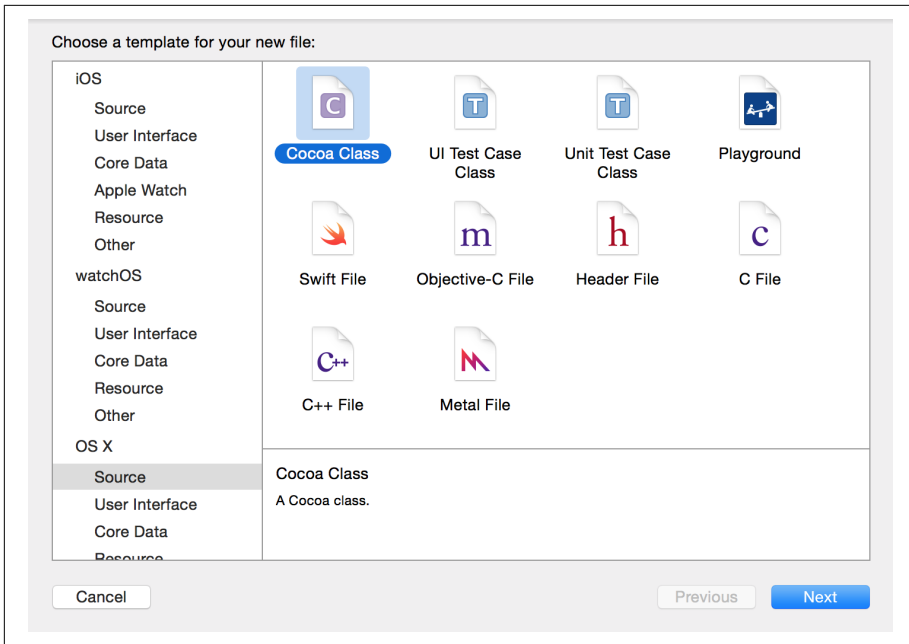 Choose a template for your new file:
iOS
Source
User Interface
Core Data
Apple Watch
Resource
Other
watchOS
Source
User Interface
Core Data
Resource
Other
OS X
Source
User Interface
Core Data
Resource
C
Cocoa Class
T
UI Test Case
Class
T
Unit Test Case
Class
Playground
Swift File
m
Objective-C File
h
Header File
c
C File
C++
C++ File
Metal File
Cocoa Class
A Cocoa class.
Cancel
Previous
Next